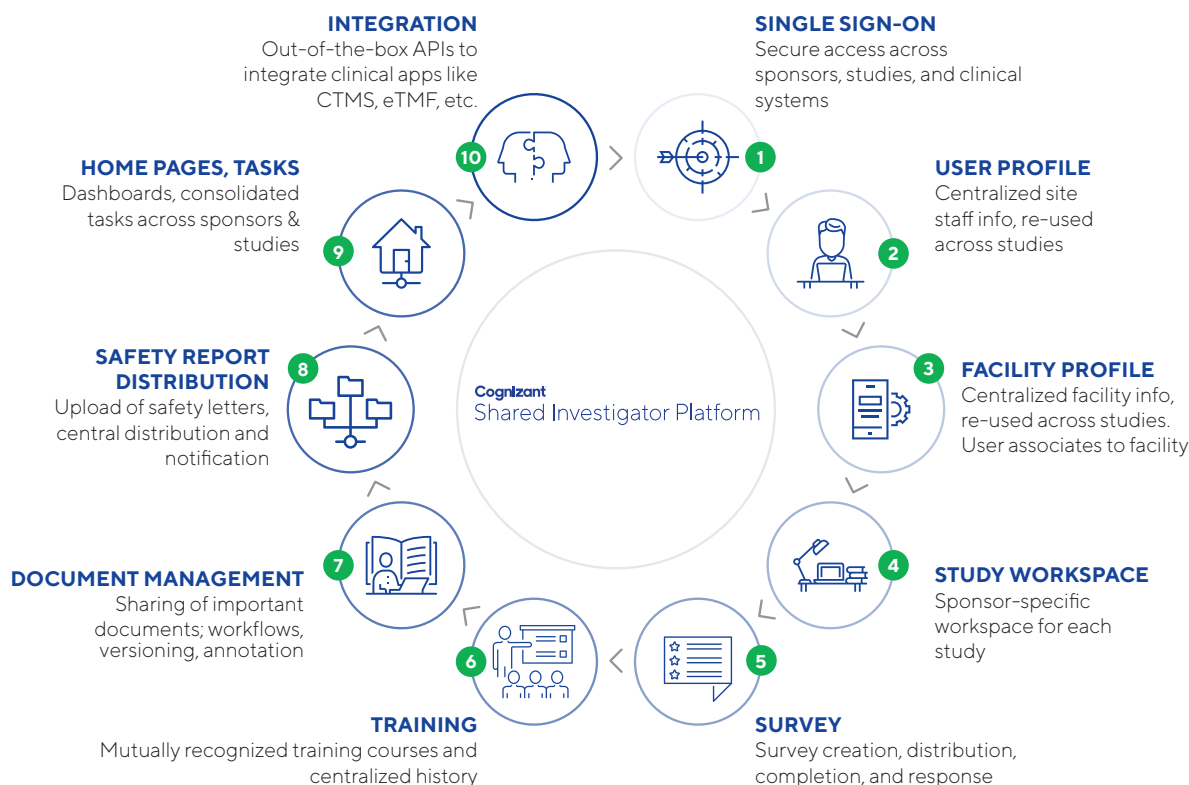 INTEGRATION
Out-of-the-box APIs to
integrate clinical apps like
CTMS, eTMF, etc.
10
SINGLE SIGN-ON
Secure access across
sponsors, studies, and clinical
systems
1
USER PROFILE
Centralized site
staff info, re-used
across studies
2
FACILITY PROFILE
Centralized facility info,
re-used across studies.
User associates to facility
3
STUDY WORKSPACE
Sponsor-specific
workspace for each
study
4
SURVEY
Survey creation, distribution,
completion, and response
5
TRAINING
Mutually recognized training courses and
centralized history
6
DOCUMENT MANAGEMENT
Sharing of important
documents; workflows,
versioning, annotation
7
SAFETY REPORT
DISTRIBUTION
Upload of safety letters,
central distribution and
notification
8
HOME PAGES, TASKS
Dashboards, consolidated
tasks across sponsors &
studies
9
Cognizant
Shared Investigator Platform